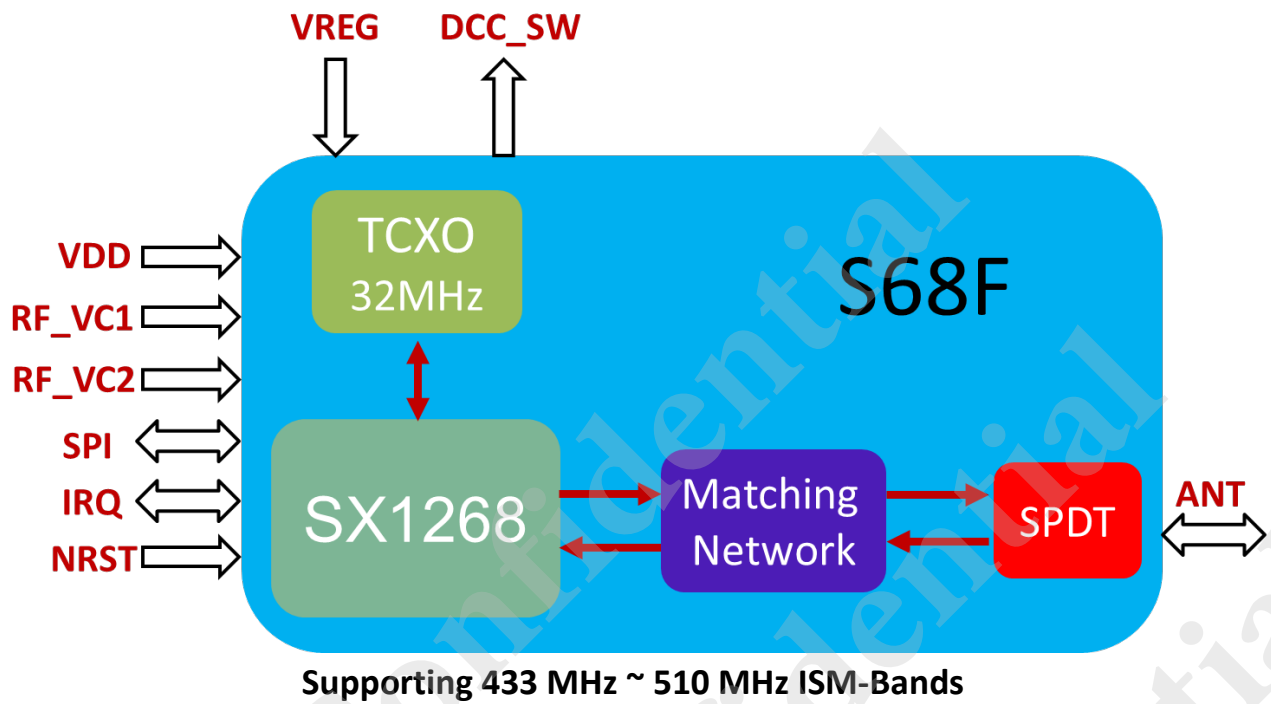 VREG
DCC_SW
TCXO
32MHz
S68F
VDD
RF_VC1
RF_VC2
SPI
IRQ
NRST
SX1268
Matching
Network
SPDT
ANT
Supporting 433 MHz ~ 510 MHz ISM-Bands
Confidential